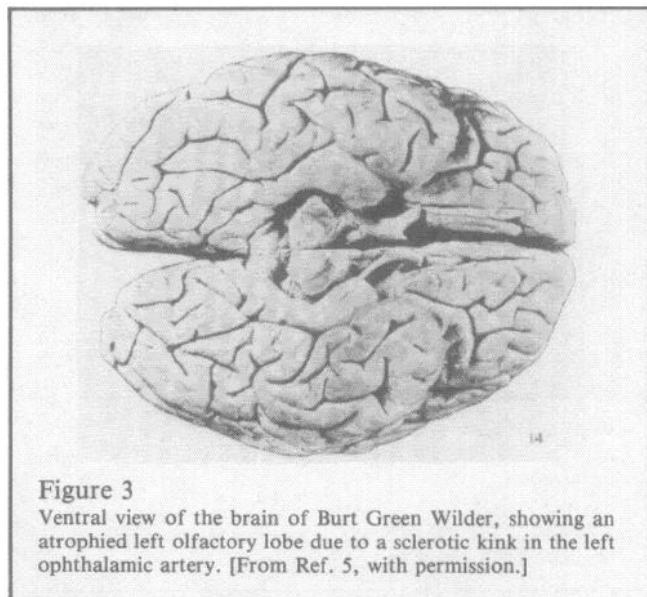 14
Figure 3
Ventral view of the brain of Burt Green Wilder, showing an
atrophied left olfactory lobe due to a sclerotic kink in the left
ophthalamic artery. [From Ref. 5, with permission.]